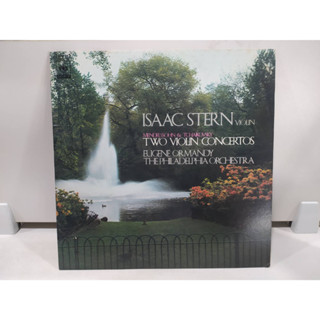 ISAAC STERN VIOLIN
MENDELSSOHN & TCHAIKOVSKY
TWO VIOLIN CONCERTOS
EUGENE ORMANDY
THE PHILADELPHIA ORCHESTRA